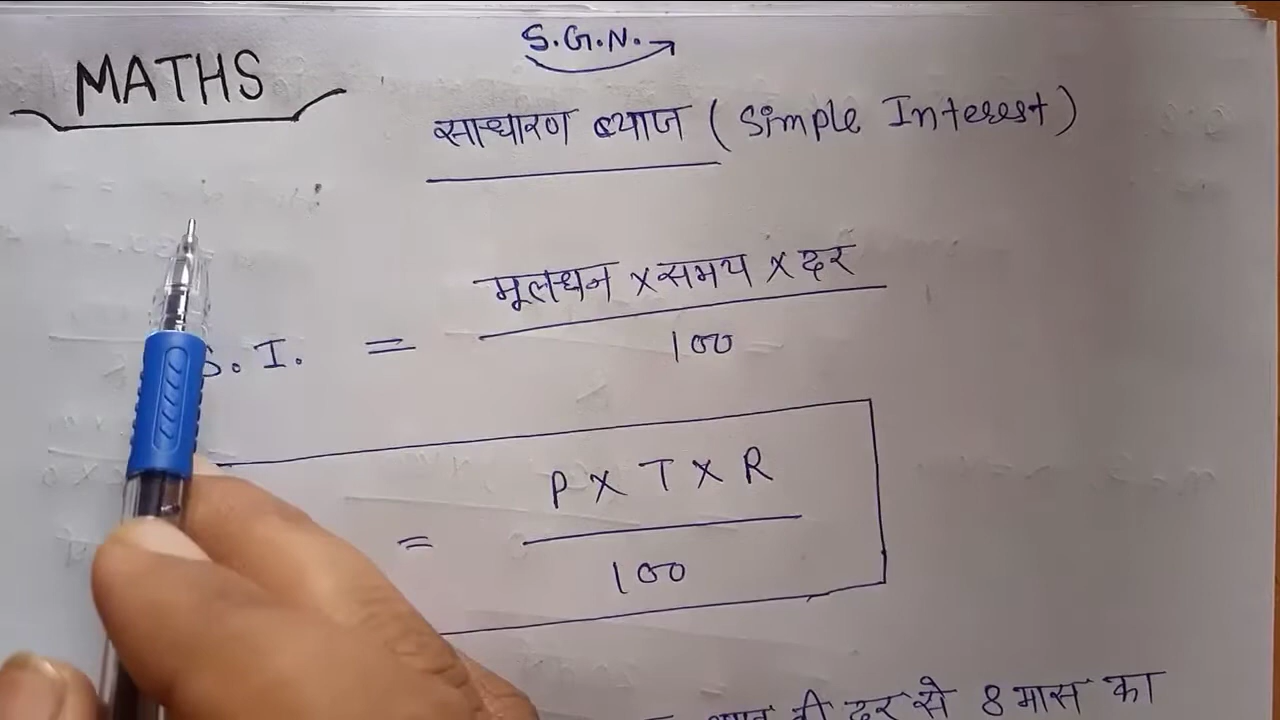 S.G.N.
MATHS
साधारण ब्याज (Simple Interest)
मूलधन × समय × दर
S.I. =
100
P × T × R
=
100
की दर से 8 मास का